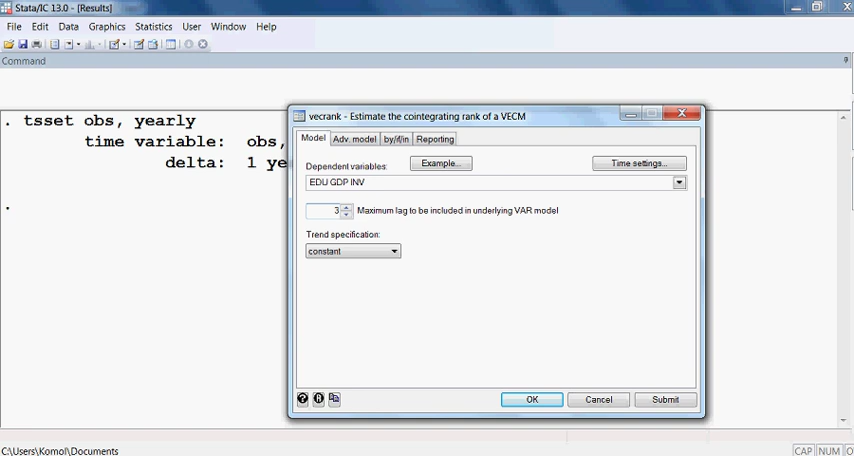 Stata/IC 13.0 - [Results]
File Edit Data Graphics Statistics User Window Help
Command
. tsset obs, yearly
time variable: obs,
delta: 1 ye
.
vecrank - Estimate the cointegrating rank of a VECM
Model Adv. model by/if/in Reporting
Dependent variables: Example... Time settings...
EDU GDP INV
3 Maximum lag to be included in underlying VAR model
Trend specification:
constant
OK Cancel Submit
C:\Users\Komol\Documents CAP NUM O